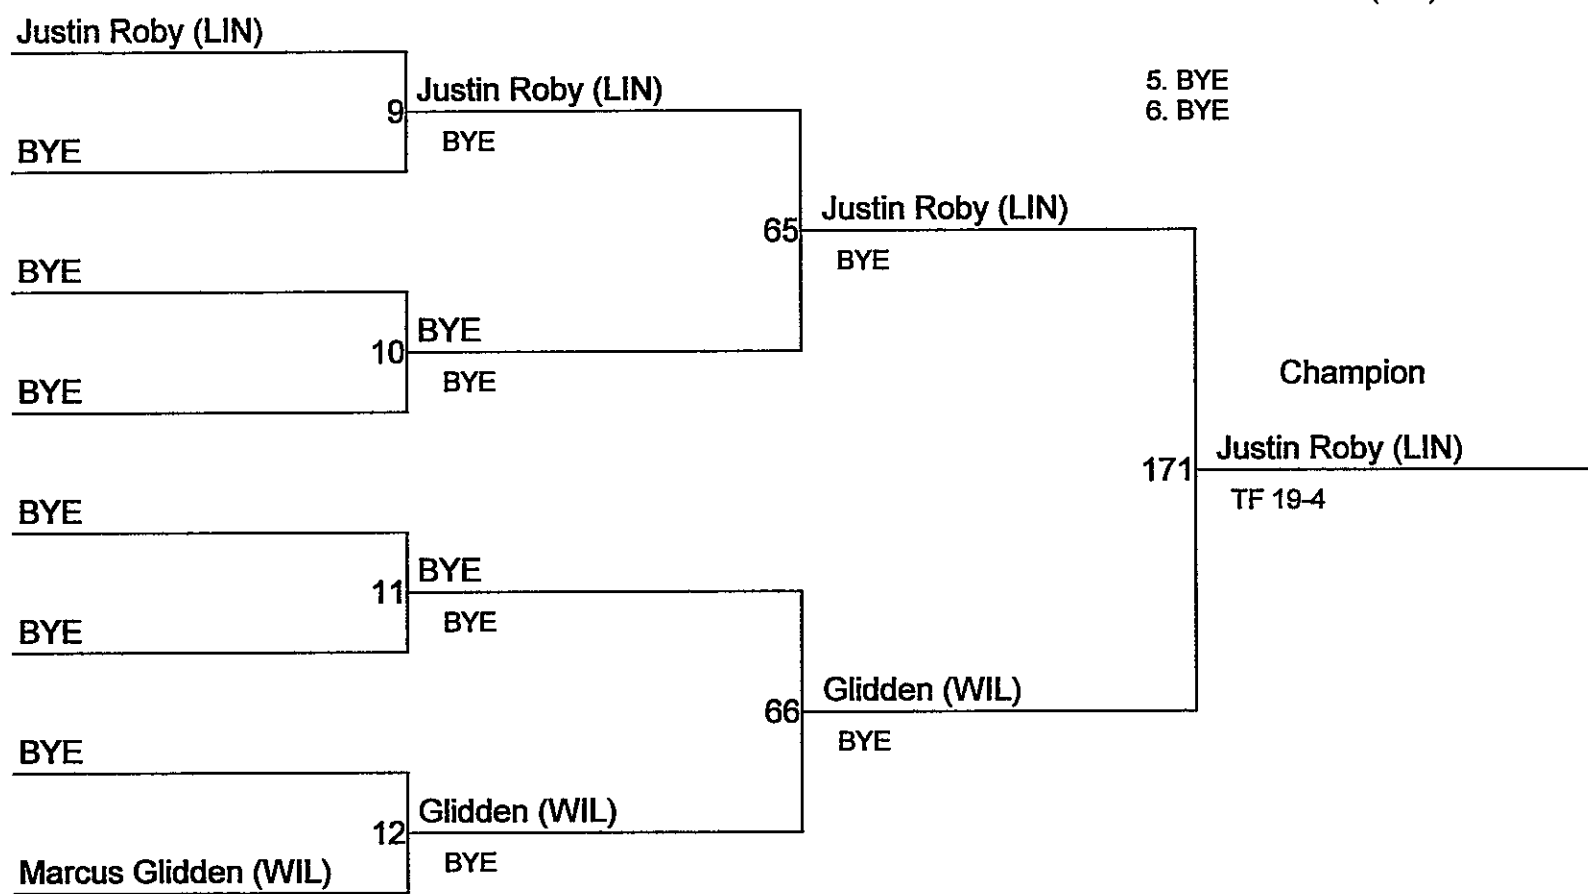 Justin Roby (LIN)
9
Justin Roby (LIN)
BYE
BYE
5. BYE
6. BYE
65
Justin Roby (LIN)
BYE
BYE
10
BYE
BYE
BYE
Champion
171
Justin Roby (LIN)
TF 19-4
BYE
11
BYE
BYE
BYE
66
Glidden (WIL)
BYE
BYE
12
Glidden (WIL)
BYE
Marcus Glidden (WIL)